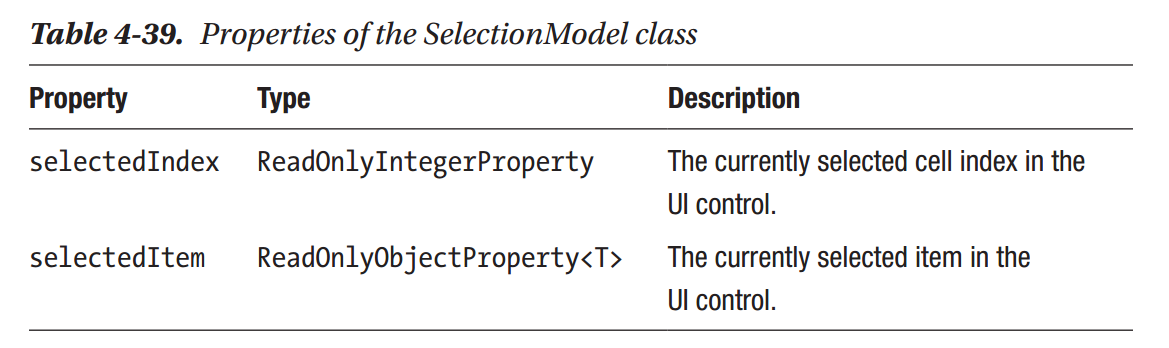 Table 4-39. Properties of the SelectionModel class
Property Type Description
selectedIndex ReadOnlyIntegerProperty The currently selected cell index in the
UI control.
selectedItem ReadOnlyObjectProperty<T> The currently selected item in the
UI control.